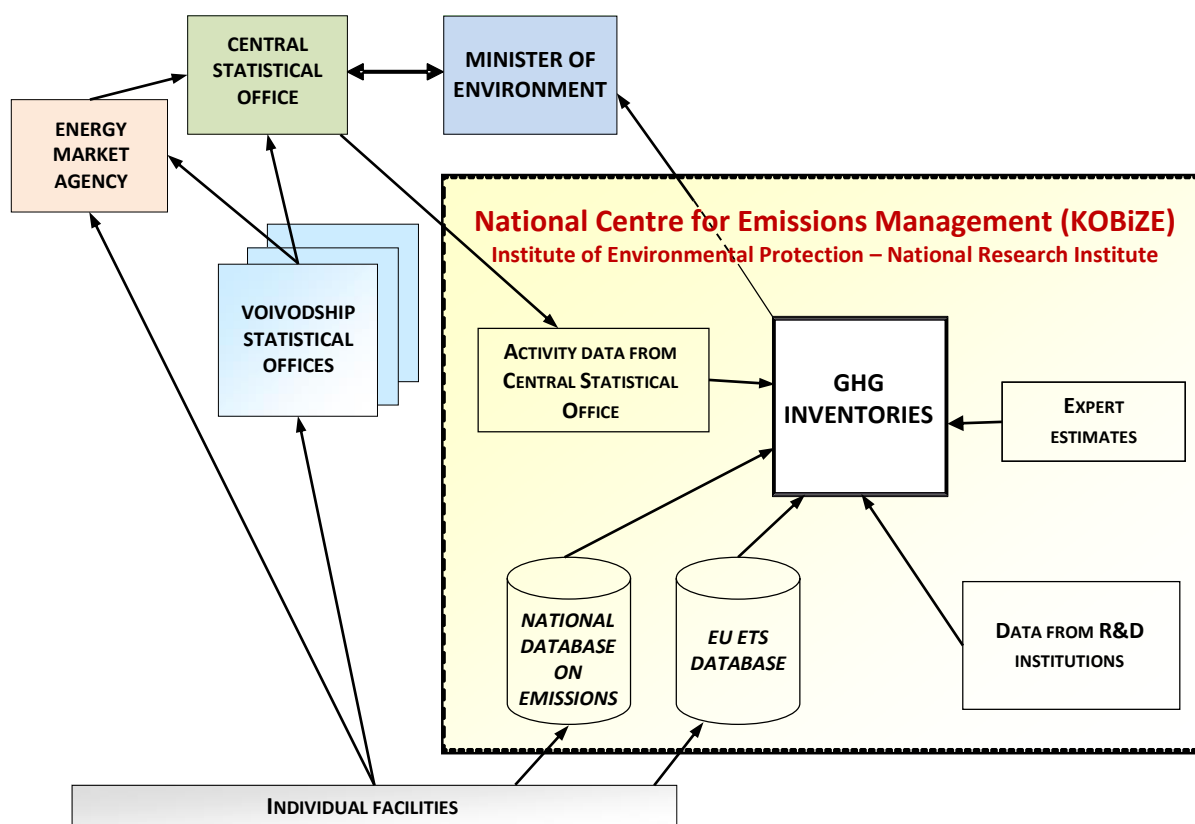 CENTRAL
STATISTICAL
OFFICE
MINISTER OF
ENVIRONMENT
ENERGY
MARKET
AGENCY
National Centre for Emissions Management (KOBiZE)
Institute of Environmental Protection – National Research Institute
VOIVODSHIP
STATISTICAL
OFFICES
ACTIVITY DATA FROM
CENTRAL STATISTICAL
OFFICE
GHG
INVENTORIES
EXPERT
ESTIMATES
NATIONAL
DATABASE
ON
EMISSIONS
EU ETS
DATABASE
DATA FROM R&D
INSTITUTIONS
INDIVIDUAL FACILITIES